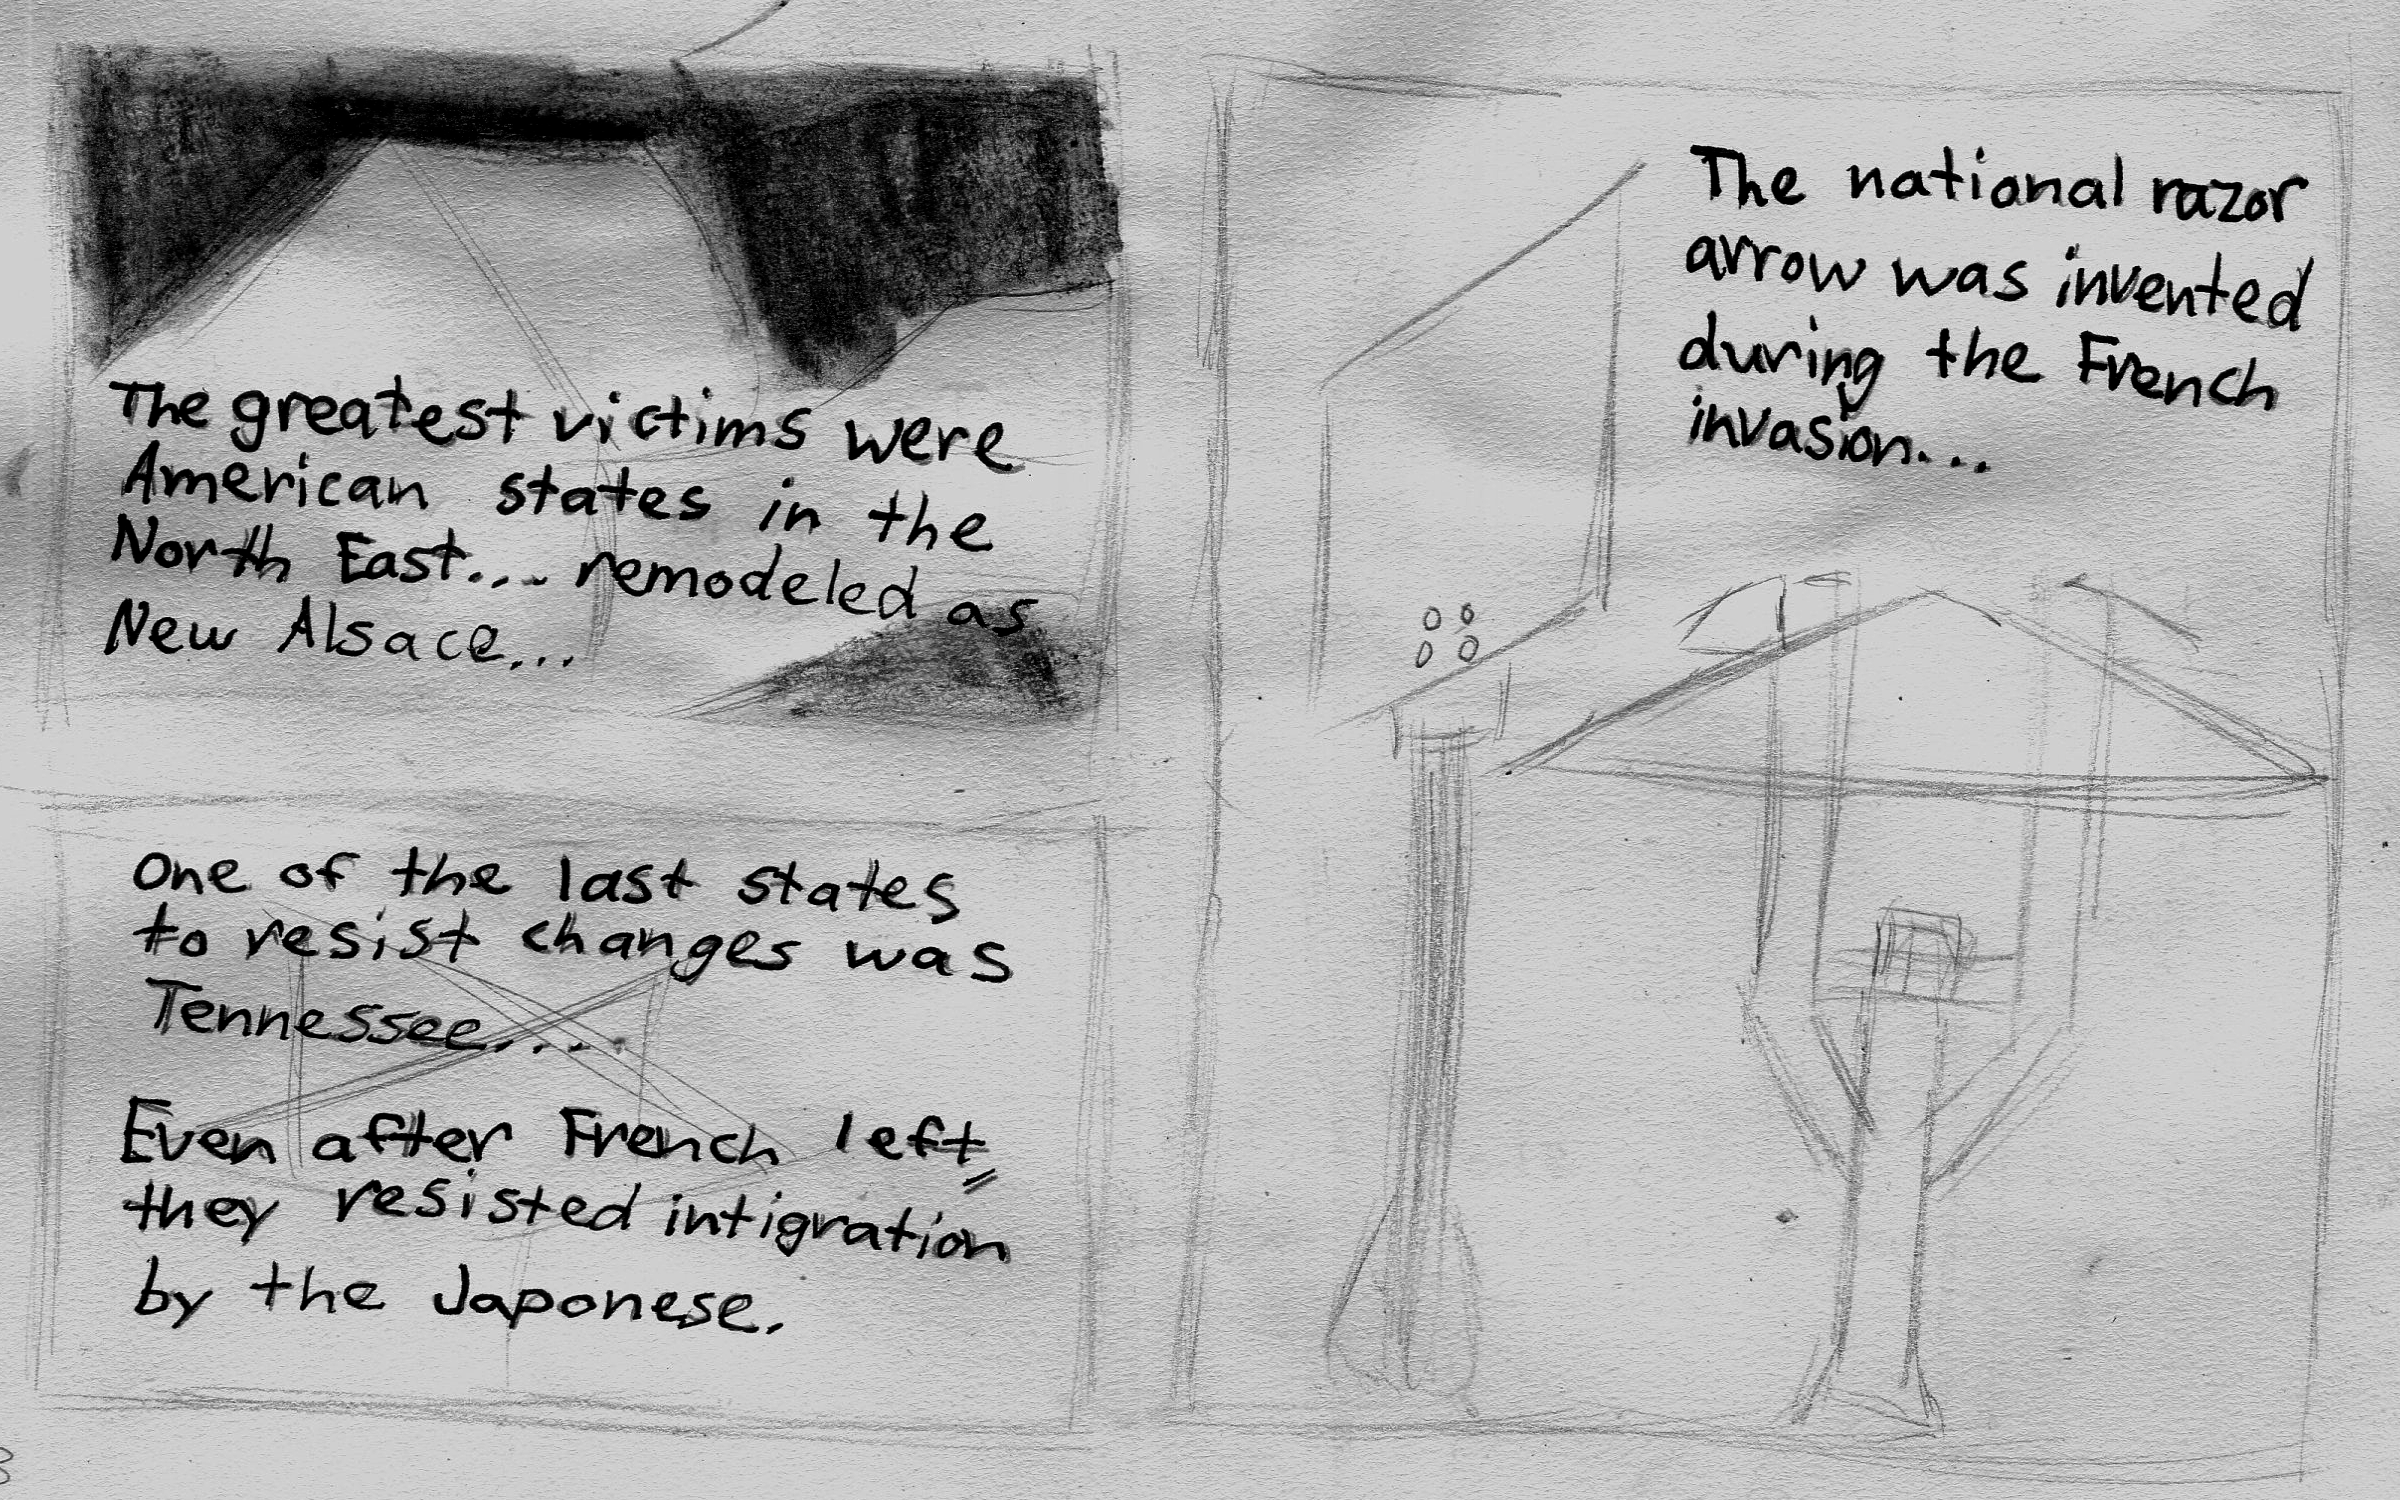 The greatest victims were
American states in the
North East... remodeled as
New Alsace...
One of the last states
to resist changes was
Tennessee....
Even after French left,
they resisted intigration
by the Japonese.
The national razor
arrow was invented
during the French
invasion...